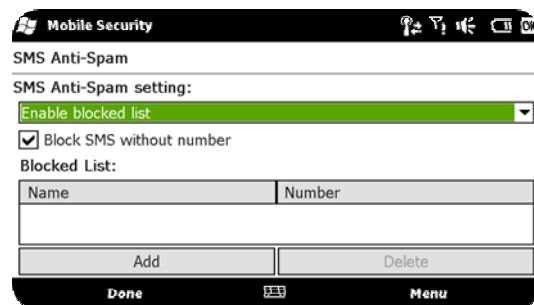 Mobile Security
SMS Anti-Spam
SMS Anti-Spam setting:
Enable blocked list
Block SMS without number
Blocked List:
Name Number
Add Delete
Done Menu